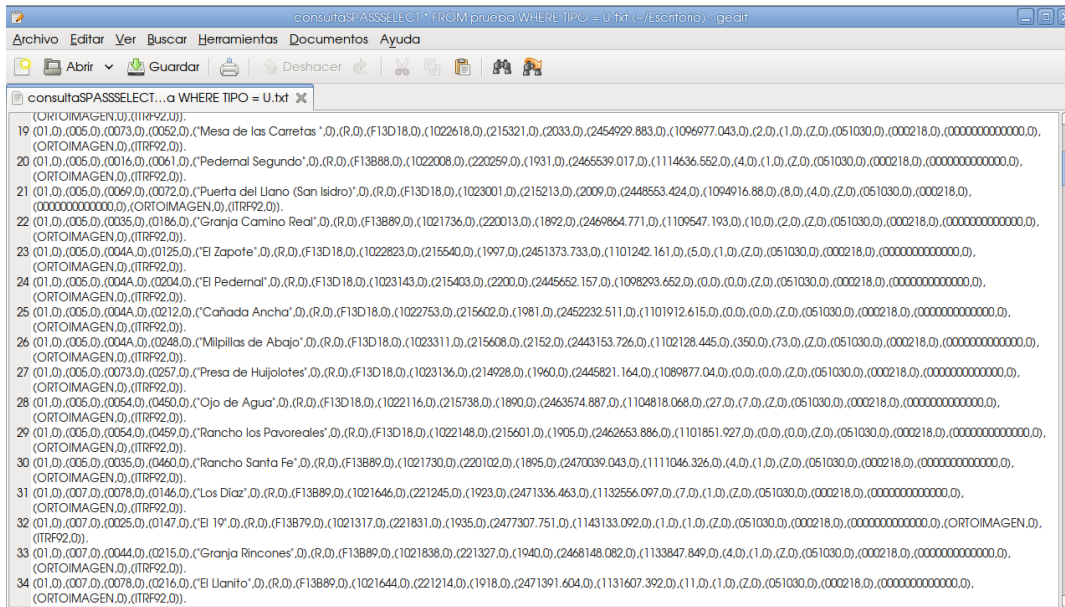 consultaSPASSSELECT * FROM prueba WHERE TIPO = U.txt (~/Escritorio) - gedit
Archivo Editar Ver Buscar Herramientas Documentos Ayuda
Abrir Guardar Deshacer
consultaSPASSSELECT...a WHERE TIPO = U.txt
(ORTOIMAGEN,0),(ITRF92,0)}.
19 (01,0),(005,0),(0073,0),(0052,0),("Mesa de las Carretas ",0),(R,0),(F13D18,0),(1022618,0),(215321,0),(2033,0),(2454929.883,0),(1096977.043,0),(2,0),(1,0),(Z,0),(051030,0),(000218,0),(0000000000000,0),
(ORTOIMAGEN,0),(ITRF92,0)}.
20 (01,0),(005,0),(0016,0),(0061,0),("Pedernal Segundo",0),(R,0),(F13B88,0),(1022008,0),(220259,0),(1931,0),(2465539.017,0),(1114636.552,0),(4,0),(1,0),(Z,0),(051030,0),(000218,0),(0000000000000,0),
(ORTOIMAGEN,0),(ITRF92,0)}.
21 (01,0),(005,0),(0069,0),(0072,0),("Puerta del Llano (San Isidro)",0),(R,0),(F13D18,0),(1023001,0),(215213,0),(2009,0),(2448553.424,0),(1094916.88,0),(8,0),(4,0),(Z,0),(051030,0),(000218,0),
(0000000000000,0),(ORTOIMAGEN,0),(ITRF92,0)}.
22 (01,0),(005,0),(0035,0),(0186,0),("Granja Camino Real",0),(R,0),(F13B89,0),(1021736,0),(220013,0),(1892,0),(2469864.771,0),(1109547.193,0),(10,0),(2,0),(Z,0),(051030,0),(000218,0),(0000000000000,0),
(ORTOIMAGEN,0),(ITRF92,0)}.
23 (01,0),(005,0),(004A,0),(0125,0),("El Zapote",0),(R,0),(F13D18,0),(1022823,0),(215540,0),(1997,0),(2451373.733,0),(1101242.161,0),(5,0),(1,0),(Z,0),(051030,0),(000218,0),(0000000000000,0),
(ORTOIMAGEN,0),(ITRF92,0)}.
24 (01,0),(005,0),(004A,0),(0204,0),("El Pedernal",0),(R,0),(F13D18,0),(1023143,0),(215403,0),(2200,0),(2445652.157,0),(1098293.652,0),(0,0),(0,0),(Z,0),(051030,0),(000218,0),(0000000000000,0),
(ORTOIMAGEN,0),(ITRF92,0)}.
25 (01,0),(005,0),(004A,0),(0212,0),("Cañada Ancha",0),(R,0),(F13D18,0),(1022753,0),(215602,0),(1981,0),(2452232.511,0),(1101912.615,0),(0,0),(0,0),(Z,0),(051030,0),(000218,0),(0000000000000,0),
(ORTOIMAGEN,0),(ITRF92,0)}.
26 (01,0),(005,0),(004A,0),(0248,0),("Milpillas de Abajo",0),(R,0),(F13D18,0),(1023311,0),(215608,0),(2152,0),(2443153.726,0),(1102128.445,0),(350,0),(73,0),(Z,0),(051030,0),(000218,0),(0000000000000,0),
(ORTOIMAGEN,0),(ITRF92,0)}.
27 (01,0),(005,0),(0073,0),(0257,0),("Presa de Huijolotes",0),(R,0),(F13D18,0),(1023136,0),(214928,0),(1960,0),(2445821.164,0),(1089877.04,0),(0,0),(0,0),(Z,0),(051030,0),(000218,0),(0000000000000,0),
(ORTOIMAGEN,0),(ITRF92,0)}.
28 (01,0),(005,0),(0054,0),(0450,0),("Ojo de Agua",0),(R,0),(F13D18,0),(1022116,0),(215738,0),(1890,0),(2463574.887,0),(1104818.068,0),(27,0),(7,0),(Z,0),(051030,0),(000218,0),(0000000000000,0),
(ORTOIMAGEN,0),(ITRF92,0)}.
29 (01,0),(005,0),(0054,0),(0459,0),("Rancho los Pavoreales",0),(R,0),(F13D18,0),(1022148,0),(215601,0),(1905,0),(2462653.886,0),(1101851.927,0),(0,0),(0,0),(Z,0),(051030,0),(000218,0),(0000000000000,0),
(ORTOIMAGEN,0),(ITRF92,0)}.
30 (01,0),(005,0),(0035,0),(0460,0),("Rancho Santa Fe",0),(R,0),(F13B89,0),(1021730,0),(220102,0),(1895,0),(2470039.043,0),(1111046.326,0),(4,0),(1,0),(Z,0),(051030,0),(000218,0),(0000000000000,0),
(ORTOIMAGEN,0),(ITRF92,0)}.
31 (01,0),(007,0),(0078,0),(0146,0),("Los Díaz",0),(R,0),(F13B89,0),(1021646,0),(221245,0),(1923,0),(2471336.463,0),(1132556.097,0),(7,0),(1,0),(Z,0),(051030,0),(000218,0),(0000000000000,0),
(ORTOIMAGEN,0),(ITRF92,0)}.
32 (01,0),(007,0),(0025,0),(0147,0),("El 19",0),(R,0),(F13B79,0),(1021317,0),(221831,0),(1935,0),(2477307.751,0),(1143133.092,0),(1,0),(1,0),(Z,0),(051030,0),(000218,0),(0000000000000,0),(ORTOIMAGEN,0),
(ITRF92,0)}.
33 (01,0),(007,0),(0044,0),(0215,0),("Granja Rincones",0),(R,0),(F13B89,0),(1021838,0),(221327,0),(1940,0),(2468148.082,0),(1133847.849,0),(4,0),(1,0),(Z,0),(051030,0),(000218,0),(0000000000000,0),
(ORTOIMAGEN,0),(ITRF92,0)}.
34 (01,0),(007,0),(0078,0),(0216,0),("El Llanito",0),(R,0),(F13B89,0),(1021644,0),(221214,0),(1918,0),(2471391.604,0),(1131607.392,0),(11,0),(1,0),(Z,0),(051030,0),(000218,0),(0000000000000,0),
(ORTOIMAGEN,0),(ITRF92,0)}.